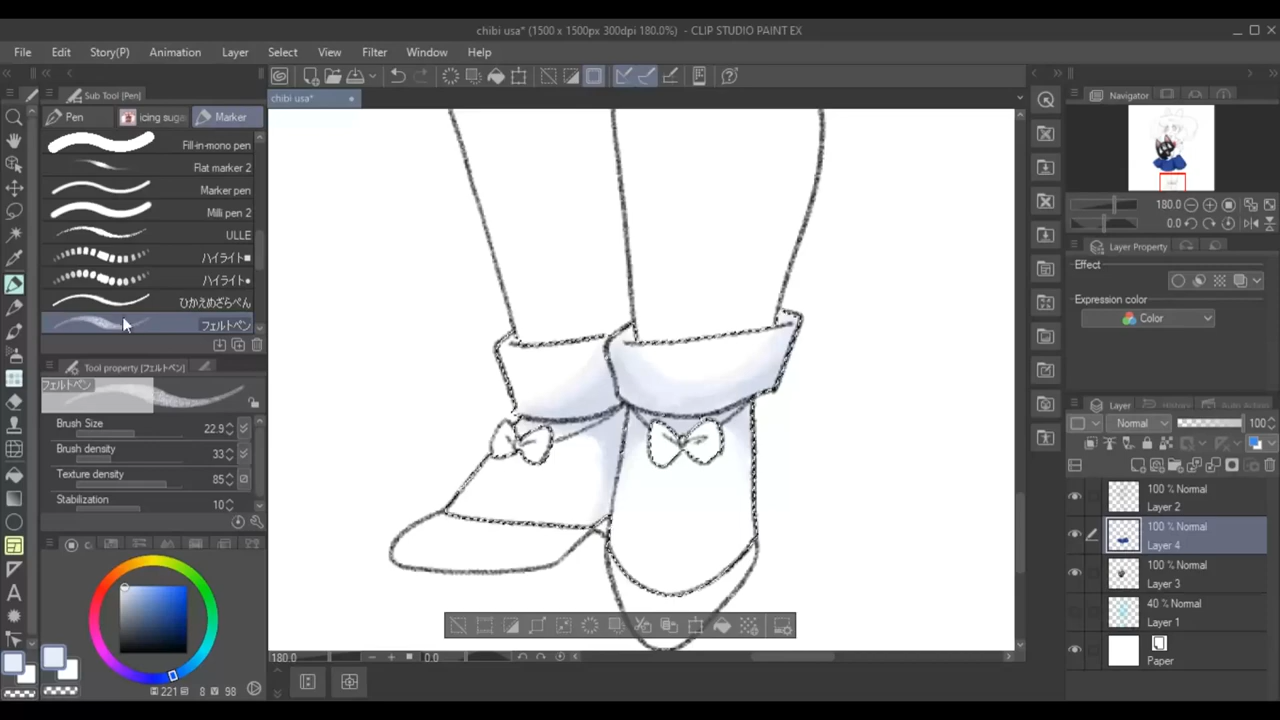 chibi usa* (1500 x 1500px 300dpi 180.0%) - CLIP STUDIO PAINT EX
File Edit Story(P) Animation Layer Select View Filter Window Help
Sub Tool [Pen]
chibi usa*
Navigator
Pen icing suga Marker
Fill-in-mono pen
Flat marker 2
Marker pen
Milli pen 2
ULLE
ハイライト■
ハイライト●
ひかえめざらぺん
フェルトペン
180.0
0.0
Layer Property
Effect
Expression color
Color
Tool property [フェルトペン]
フェルトペン
Brush Size 22.9
Brush density 33
Texture density 85
Stabilization 10
Layer History Auto Action
Normal 100
100 % Normal
Layer 2
100 % Normal
Layer 4
100 % Normal
Layer 3
40 % Normal
Layer 1
Paper
180.0 0.0
221 8 98